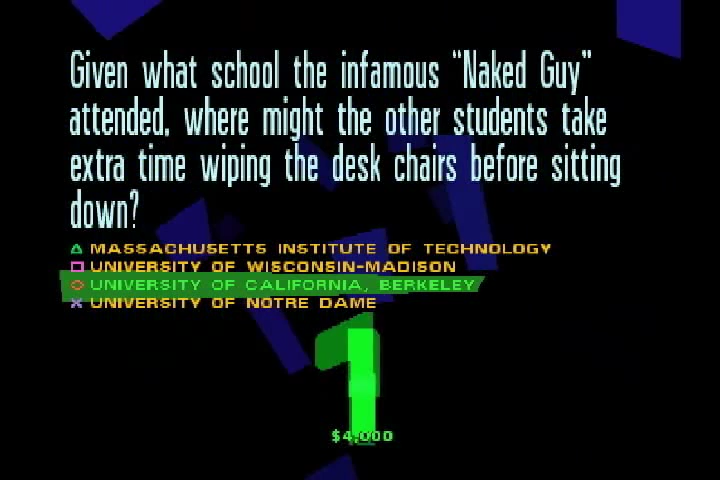 Given what school the infamous "Naked Guy"
attended, where might the other students take
extra time wiping the desk chairs before sitting
down?
MASSACHUSETTS INSTITUTE OF TECHNOLOGY
UNIVERSITY OF WISCONSIN-MADISON
UNIVERSITY OF CALIFORNIA, BERKELEY
UNIVERSITY OF NOTRE DAME
1
$4,000